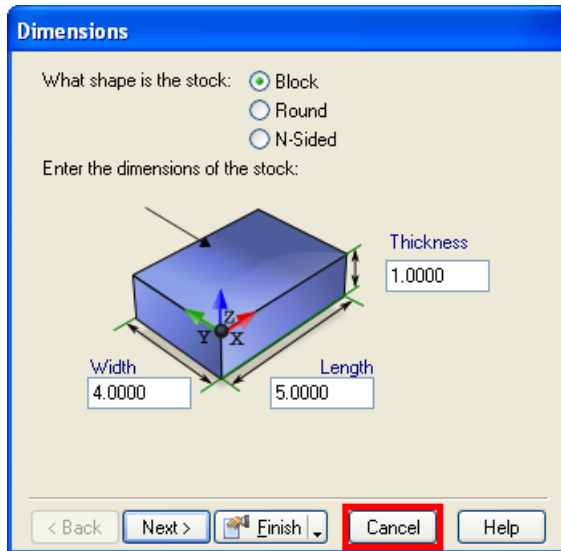 Dimensions
What shape is the stock: Block
Round
N-Sided
Enter the dimensions of the stock:
Thickness
1.0000
Z
Y X
Width Length
4.0000 5.0000
< Back Next > Finish Cancel Help